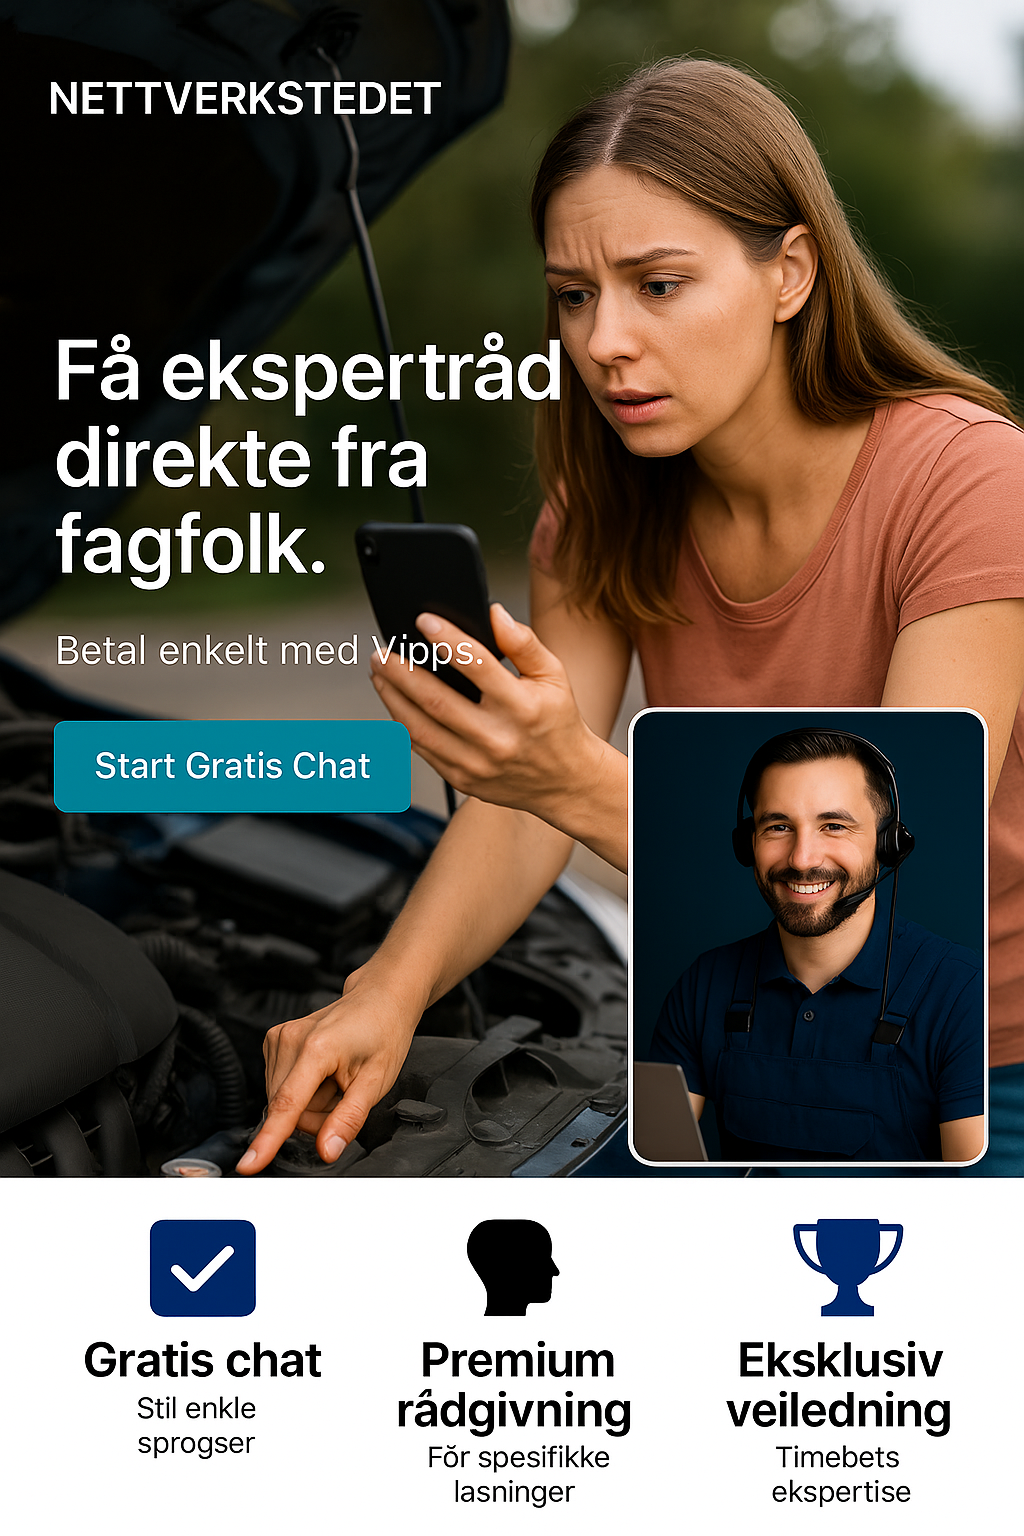 NETTVERKSTEDET
Få ekspertråd
direkte fra
fagfolk.
Betal enkelt med Vipps.
Start Gratis Chat
Gratis chat
Stil enkle
sprogser
Premium
rådgivning
Fŏr spesifikke
lasninger
Eksklusiv
veiledning
Timebets
ekspertise